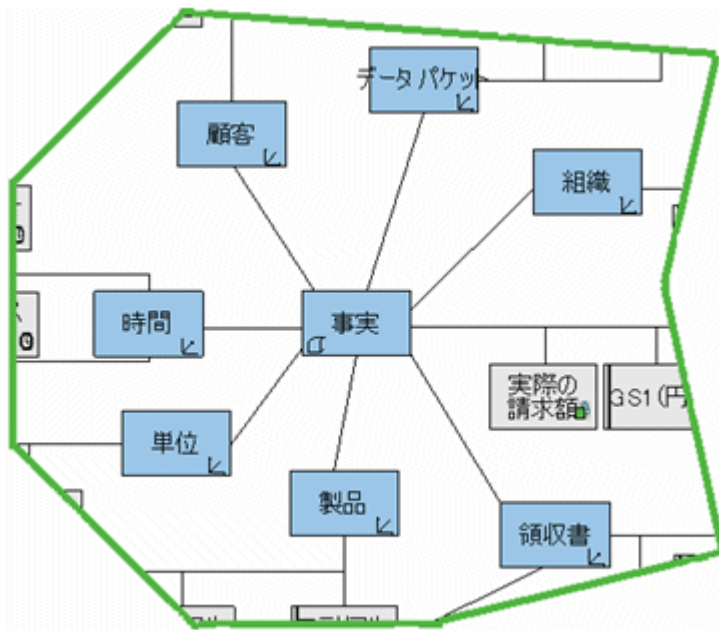 データパケット
顧客
組織
時間
事実
実際の
請求額
GS1(円
単位
製品
領収書